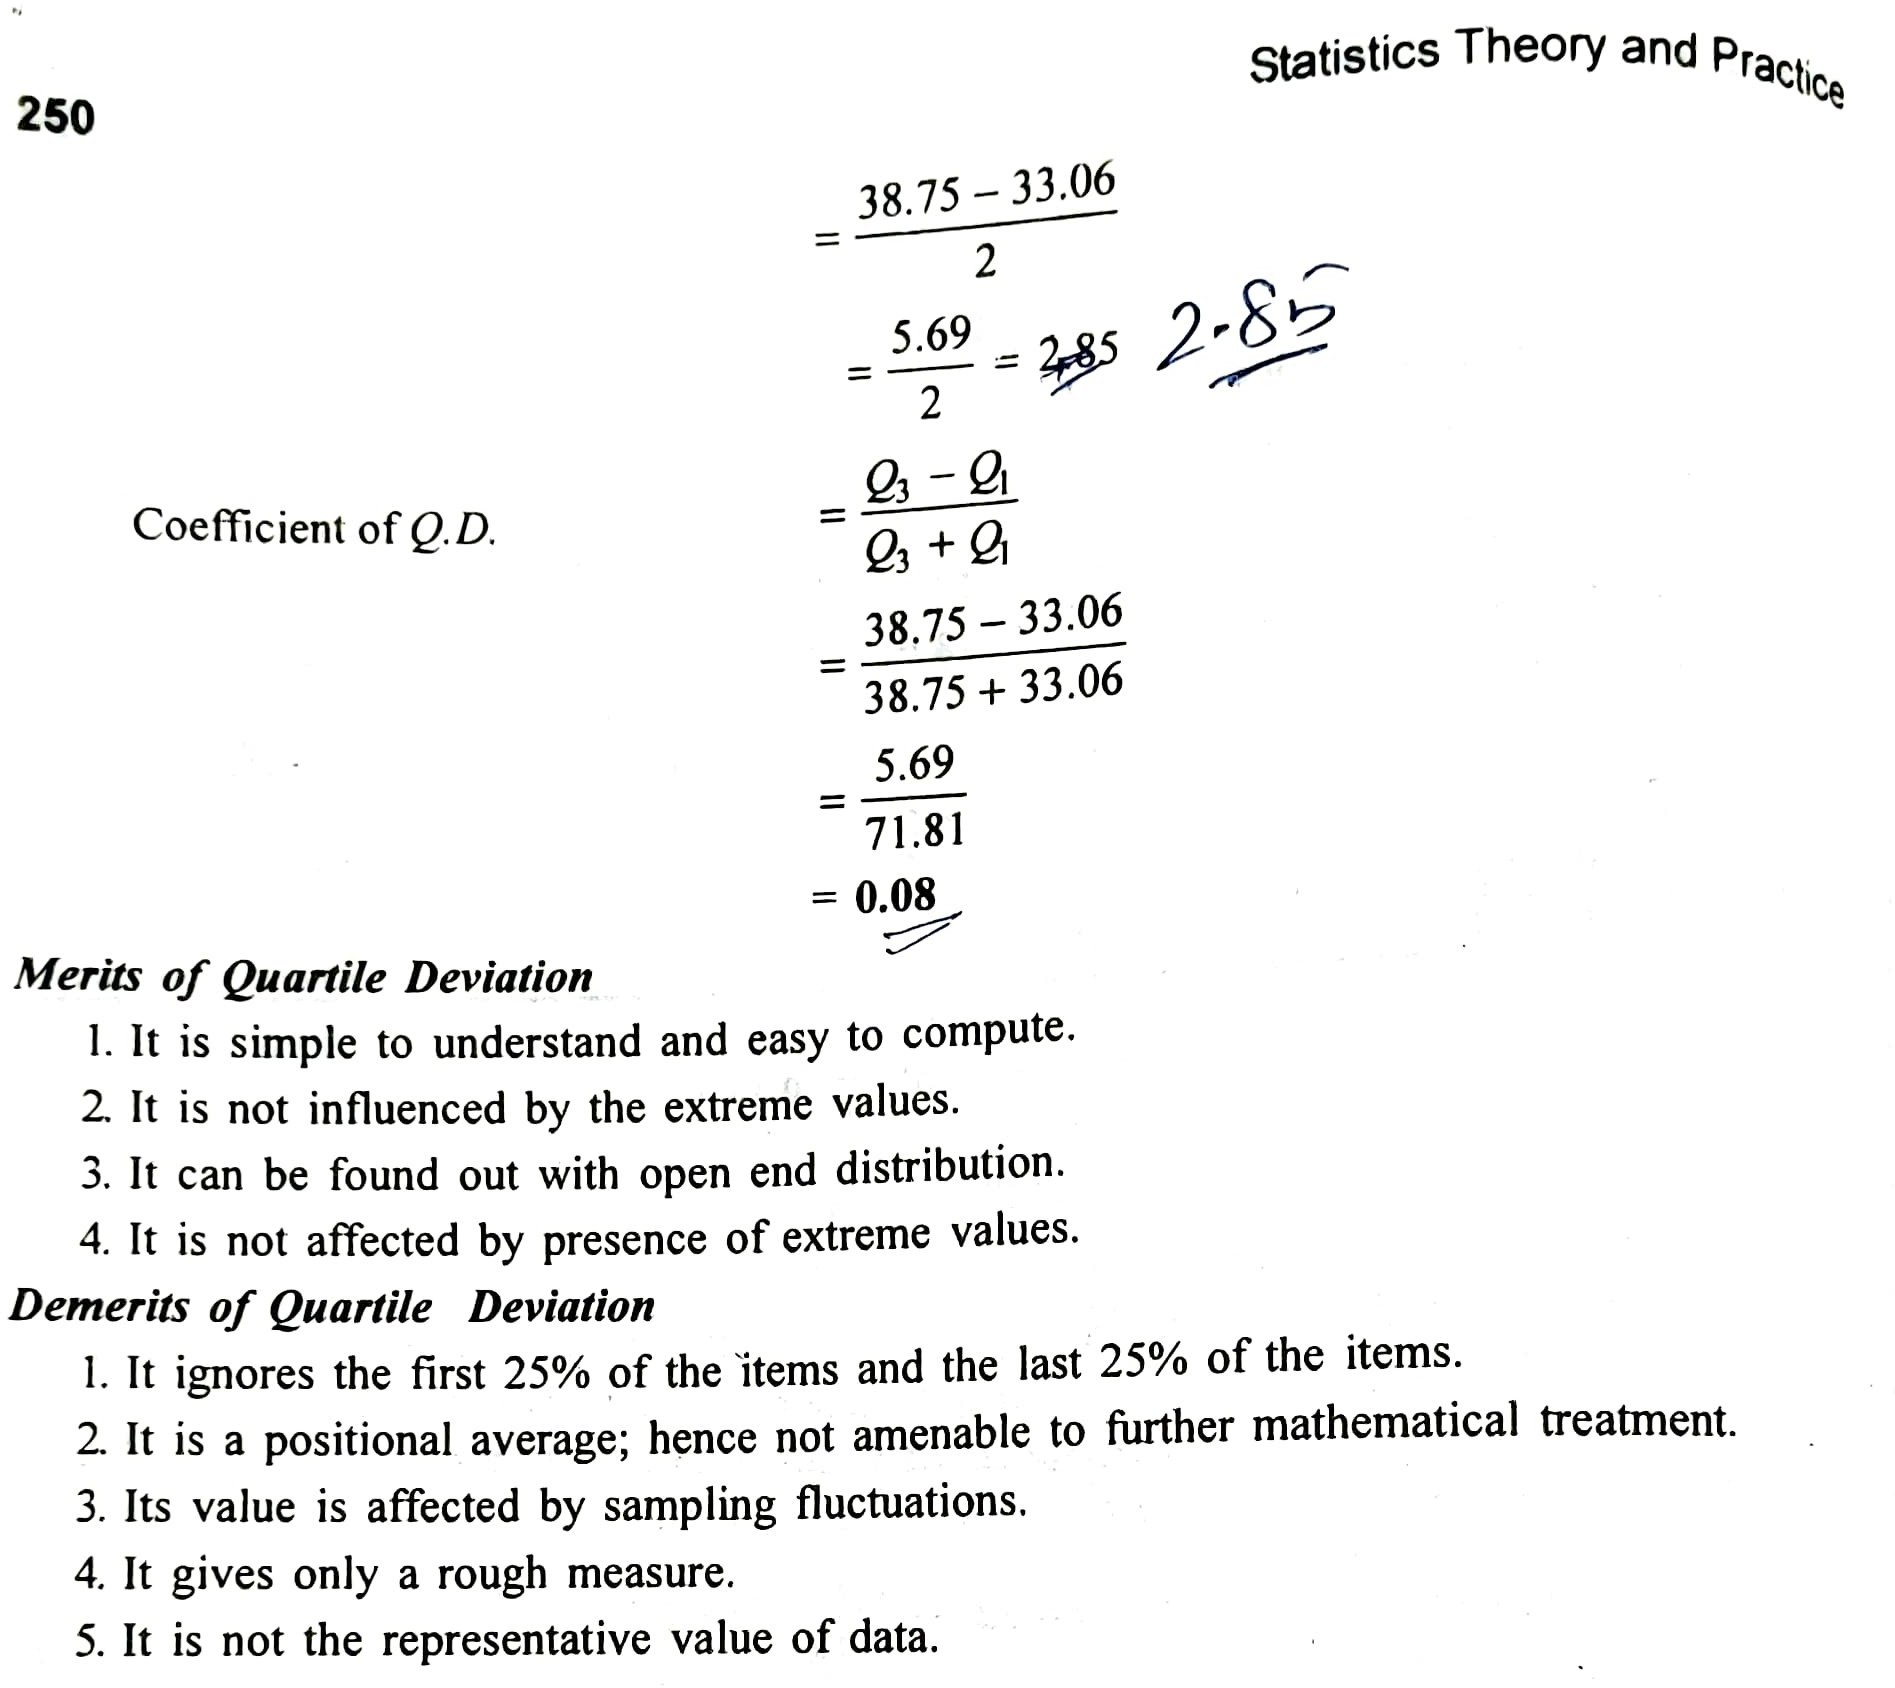 Statistics Theory and Practice
250
= (38.75 – 33.06) / 2
= 5.69 / 2 = 2.85 2.85
Coefficient of Q.D. = (Q₃ – Q₁) / (Q₃ + Q₁)
= (38.75 – 33.06) / (38.75 + 33.06)
= 5.69 / 71.81
= 0.08
Merits of Quartile Deviation
1. It is simple to understand and easy to compute.
2. It is not influenced by the extreme values.
3. It can be found out with open end distribution.
4. It is not affected by presence of extreme values.
Demerits of Quartile Deviation
1. It ignores the first 25% of the items and the last 25% of the items.
2. It is a positional average; hence not amenable to further mathematical treatment.
3. Its value is affected by sampling fluctuations.
4. It gives only a rough measure.
5. It is not the representative value of data.